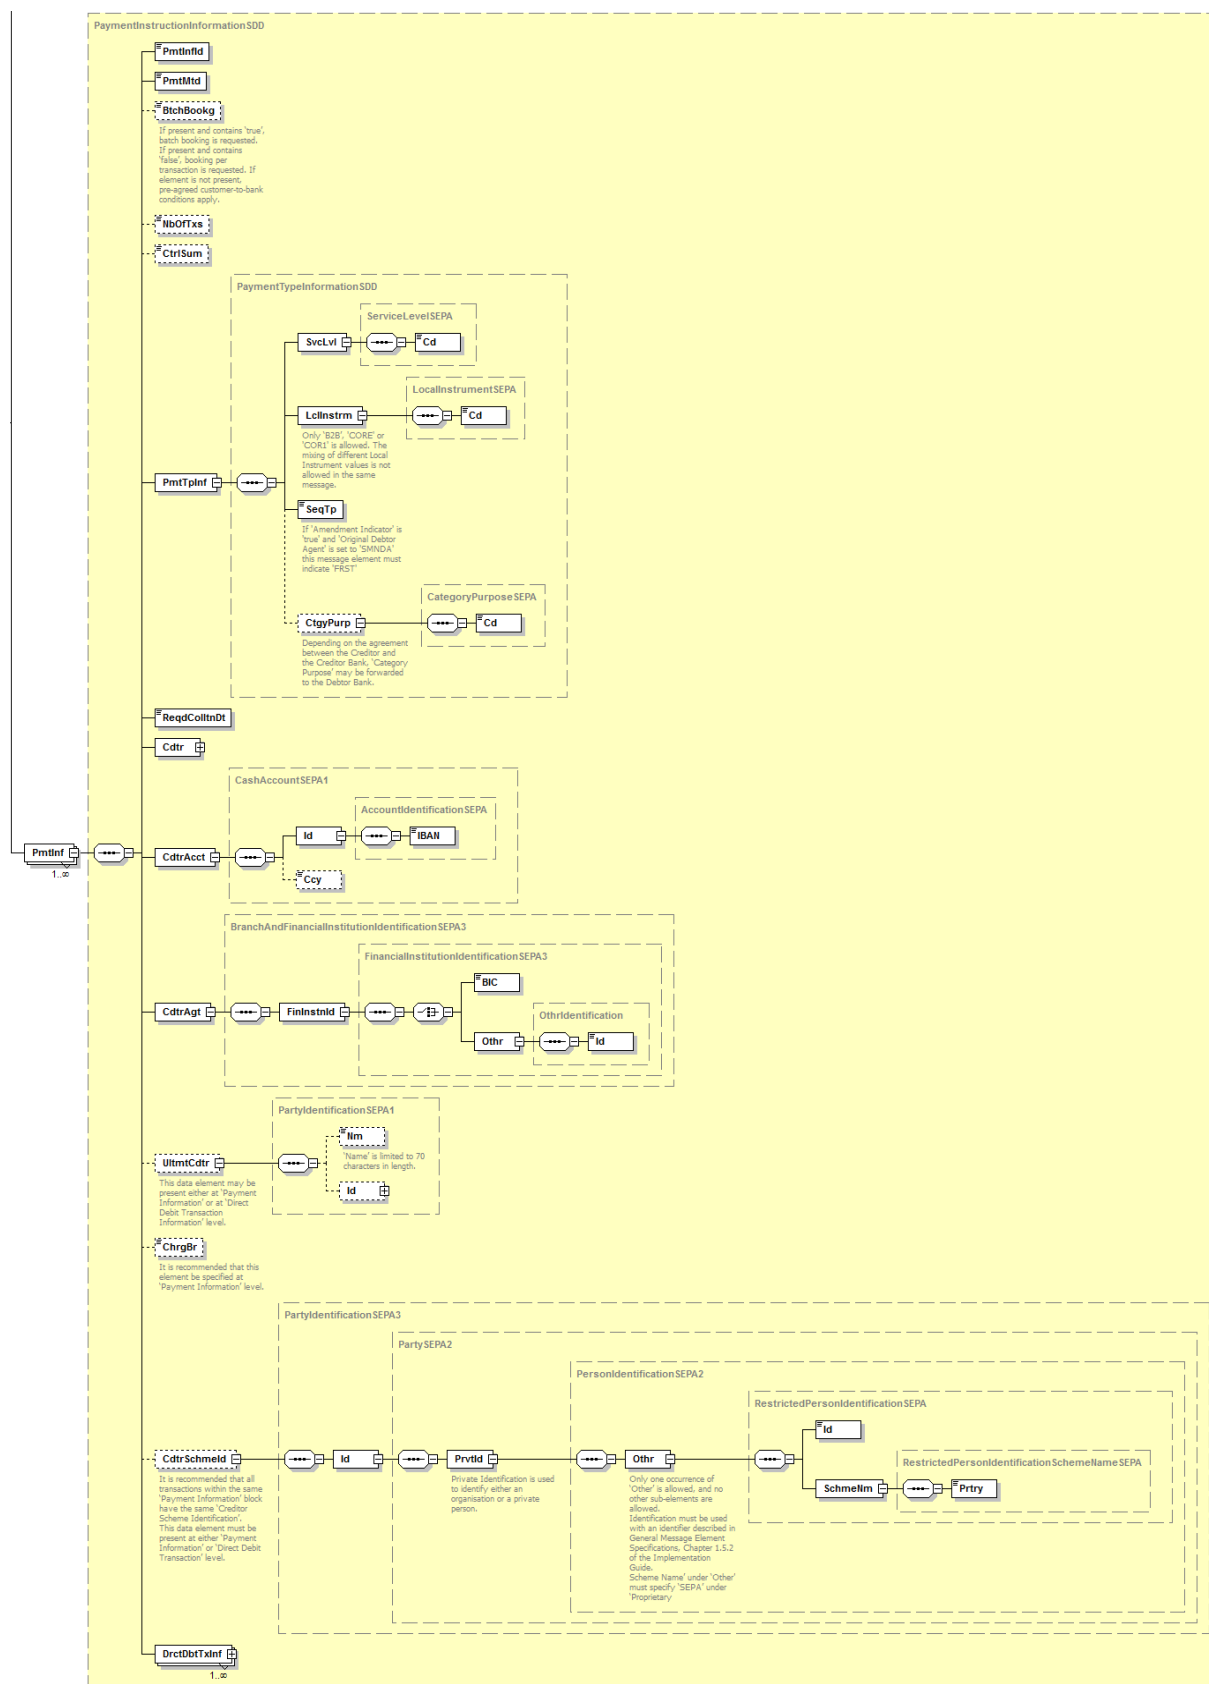 PaymentInstructionInformationSDD
PmtInfId
PmtMtd
BtchBookg
If present and contains 'true',
batch booking is requested.
If present and contains
'false', booking per
transaction is requested. If
element is not present,
pre-agreed customer-to-bank
conditions apply.
NbOfTxs
CtrlSum
PaymentTypeInformationSDD
ServiceLevelSEPA
SvcLvl
Cd
LocalInstrumentSEPA
LclInstrm
Cd
Only 'B2B', 'CORE' or
'COR1' is allowed. The
mixing of different Local
Instrument values is not
allowed in the same
message.
PmtTpInf
SeqTp
If 'Amendment Indicator' is
'true' and 'Original Debtor
Agent' is set to 'SMNDA'
this message element must
indicate 'FRST'
CategoryPurposeSEPA
CtgyPurp
Cd
Depending on the agreement
between the Creditor and
the Creditor Bank, 'Category
Purpose' may be forwarded
to the Debtor Bank.
ReqdColltnDt
Cdtr
CashAccountSEPA1
AccountIdentificationSEPA
Id
IBAN
PmtInf
1..∞
CdtrAcct
Ccy
BranchAndFinancialInstitutionIdentificationSEPA3
FinancialInstitutionIdentificationSEPA3
BIC
CdtrAgt
FinInstnId
OthrIdentification
Othr
Id
PartyIdentificationSEPA1
Nm
'Name' is limited to 70
characters in length.
UltmtCdtr
Id
This data element may be
present either at 'Payment
Information' or at 'Direct
Debit Transaction
Information' level.
ChrgBr
It is recommended that this
element be specified at
'Payment Information' level.
PartyIdentificationSEPA3
PartySEPA2
PersonIdentificationSEPA2
RestrictedPersonIdentificationSEPA
Id
CdtrSchmeId
Id
PrvtId
Othr
RestrictedPersonIdentificationSchemeNameSEPA
SchmeNm
Prtry
It is recommended that all
transactions within the same
'Payment Information' block
have the same 'Creditor
Scheme Identification'.
This data element must be
present at either 'Payment
Information' or 'Direct Debit
Transaction' level.
Private Identification is used
to identify either an
organisation or a private
person.
Only one occurrence of
'Other' is allowed, and no
other sub-elements are
allowed.
Identification must be used
with an identifier described in
General Message Element
Specifications, Chapter 1.5.2
of the Implementation
Guide.
Scheme Name' under 'Other'
must specify 'SEPA' under
'Proprietary
DrctDbtTxInf
1..∞